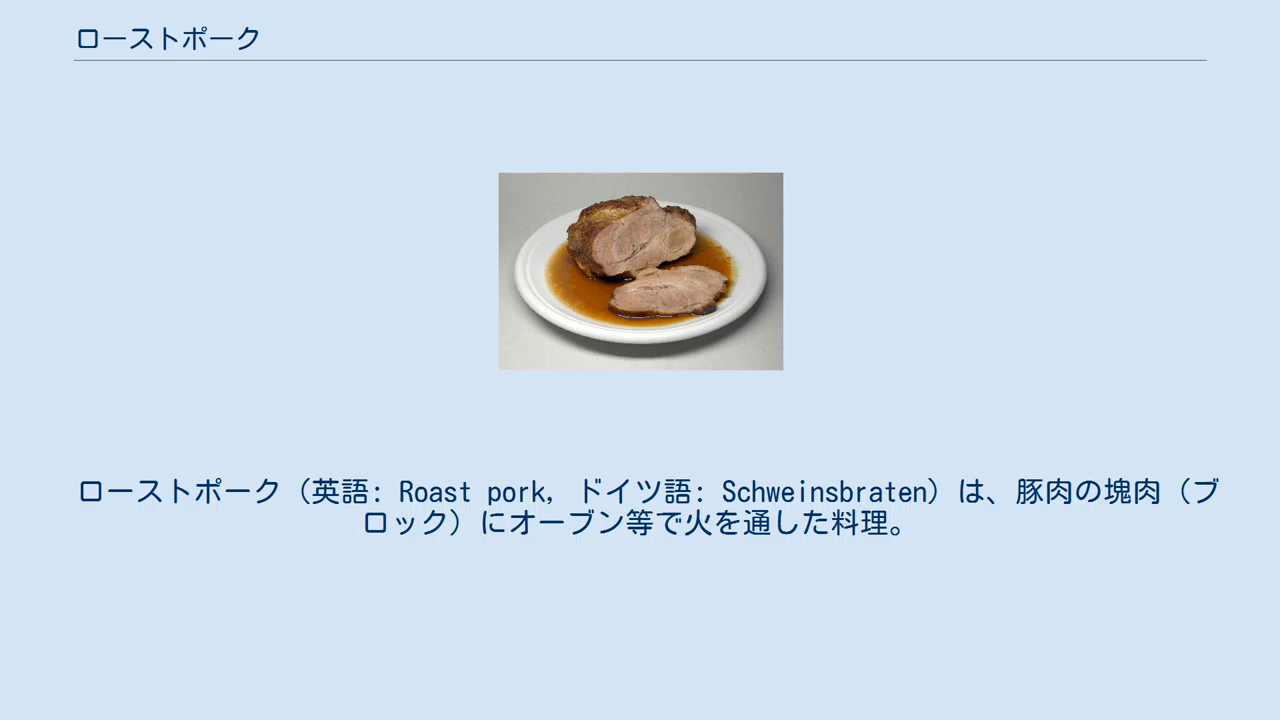 ローストポーク
ローストポーク（英語: Roast pork, ドイツ語: Schweinsbraten）は、豚肉の塊肉（ブ
ロック）にオーブン等で火を通した料理。